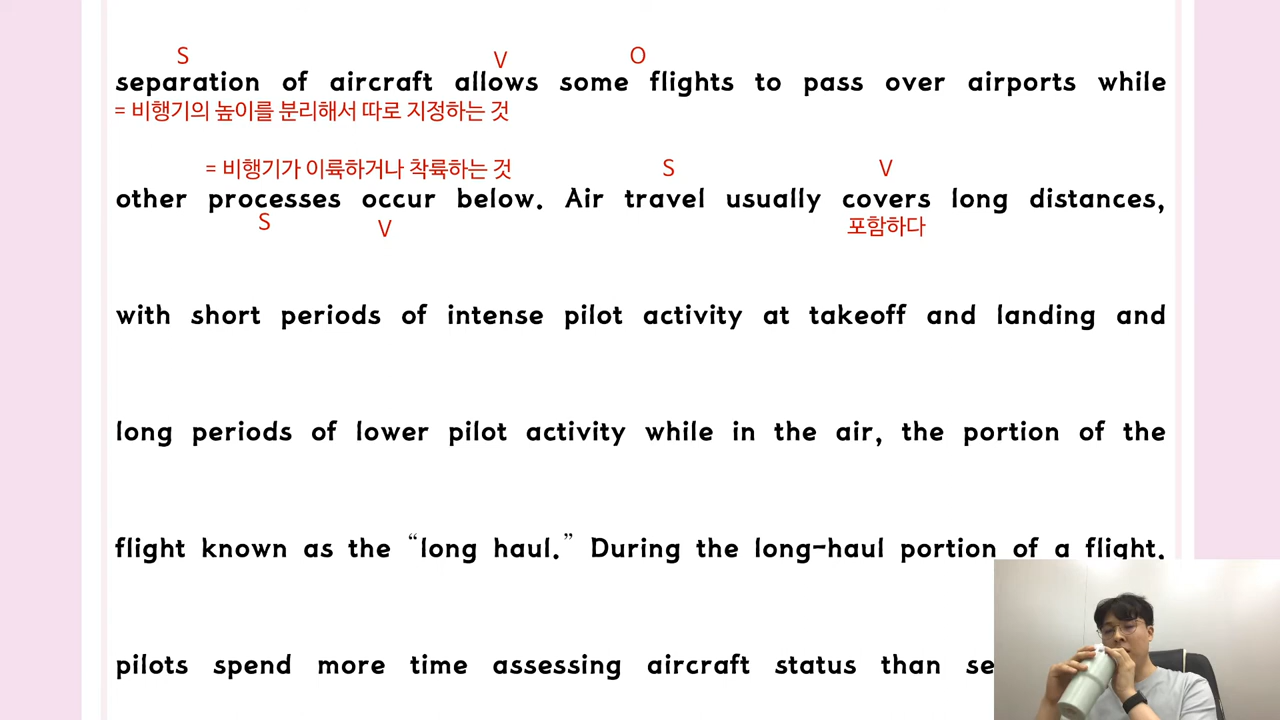 S V O
separation of aircraft allows some flights to pass over airports while
= 비행기의 높이를 분리해서 따로 지정하는 것
= 비행기가 이륙하거나 착륙하는 것 S V
other processes occur below. Air travel usually covers long distances,
S V 포함하다
with short periods of intense pilot activity at takeoff and landing and
long periods of lower pilot activity while in the air, the portion of the
flight known as the “long haul.” During the long-haul portion of a flight,
pilots spend more time assessing aircraft status than